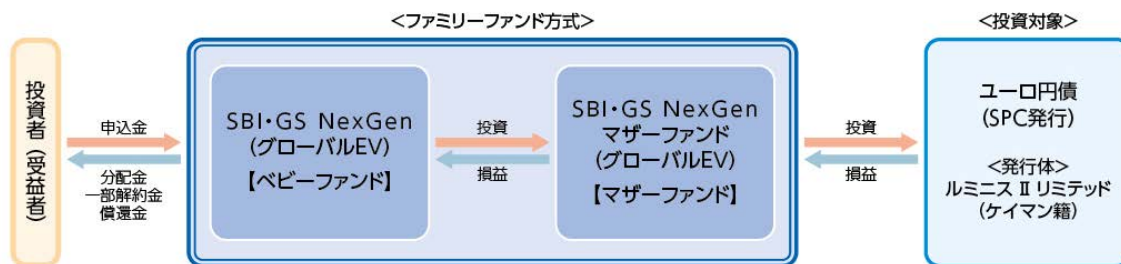 <ファミリーファンド方式>
<投資対象>
投資者(受益者)
申込金
分配金
一部解約金
償還金
SBI・GS NexGen
(グローバルEV)
【ベビーファンド】
投資
損益
SBI・GS NexGen
マザーファンド
(グローバルEV)
【マザーファンド】
投資
損益
ユーロ円債
(SPC発行)
<発行体>
ルミニス Ⅱ リミテッド
(ケイマン籍)